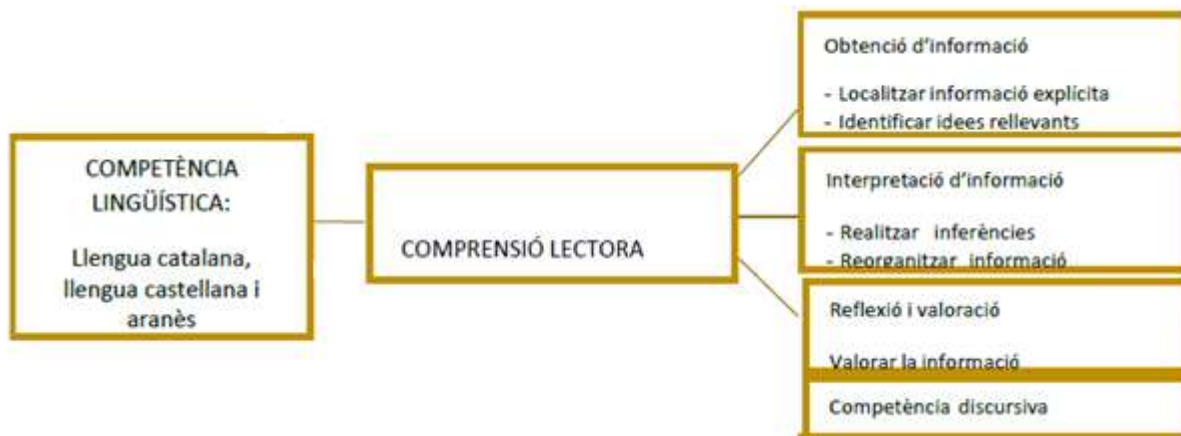 COMPETÈNCIA
LINGÜÍSTICA:
Llengua catalana,
llengua castellana i
aranès
COMPRENSIÓ LECTORA
Obtenció d'informació
- Localitzar informació explícita
- Identificar idees rellevants
Interpretació d'informació
- Realitzar inferències
- Reorganitzar informació
Reflexió i valoració
Valorar la informació
Competència discursiva